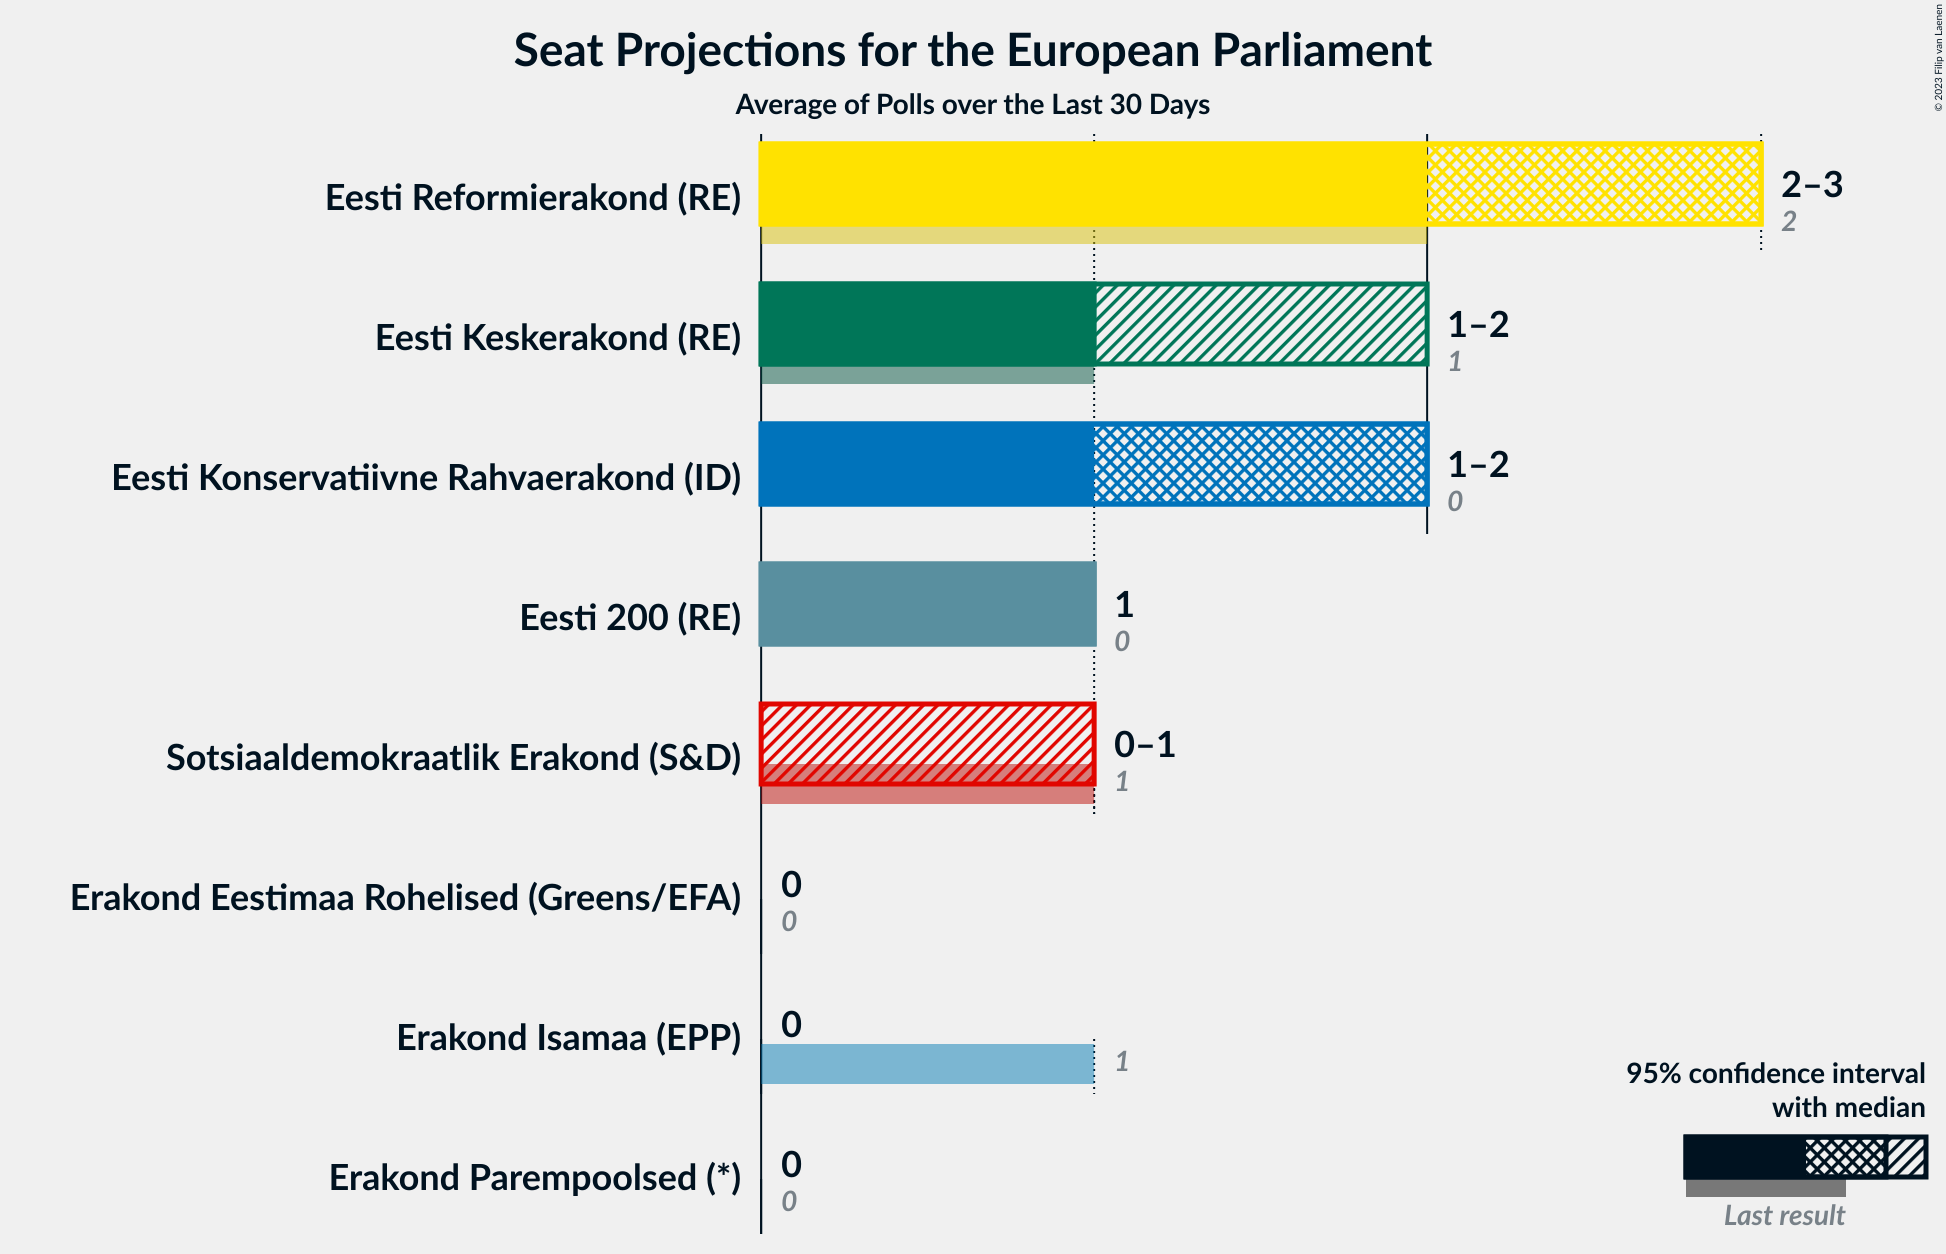 Seat Projections for the European Parliament
Average of Polls over the Last 30 Days
© 2023 Filip van Laenen
Eesti Reformierakond (RE)
2–3
2
Eesti Keskerakond (RE)
1–2
1
Eesti Konservatiivne Rahvaerakond (ID)
1–2
0
Eesti 200 (RE)
1
0
Sotsiaaldemokraatlik Erakond (S&D)
0–1
1
Erakond Eestimaa Rohelised (Greens/EFA)
0
0
Erakond Isamaa (EPP)
0
1
Erakond Parempoolsed (*)
0
0
95% confidence interval
with median
Last result